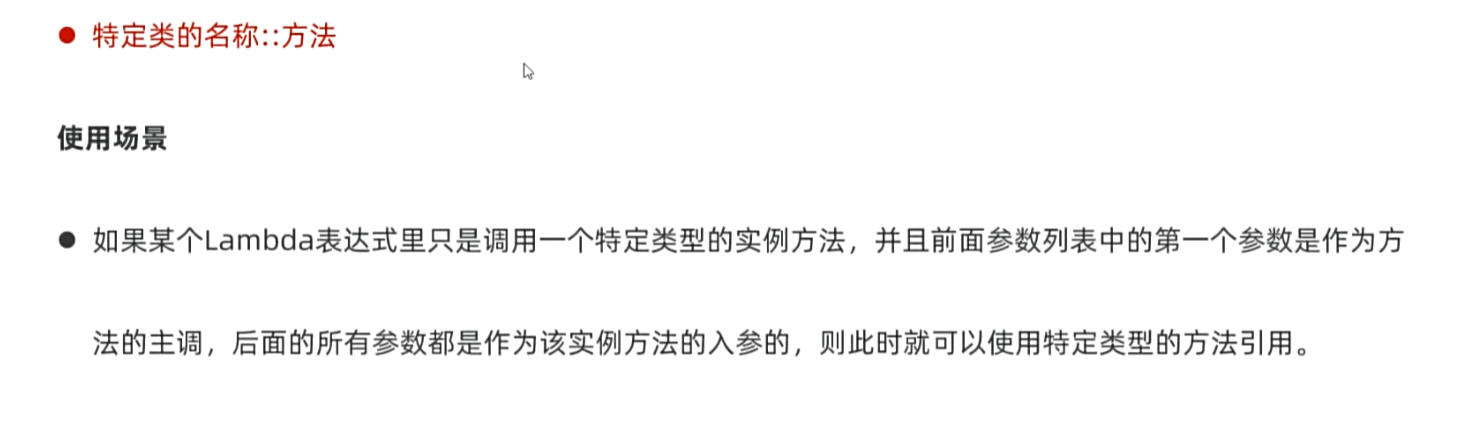 ● 特定类的名称::方法
使用场景
● 如果某个Lambda表达式里只是调用一个特定类型的实例方法，并且前面参数列表中的第一个参数是作为方
法的主调，后面的所有参数都是作为该实例方法的入参的，则此时就可以使用特定类型的方法引用。